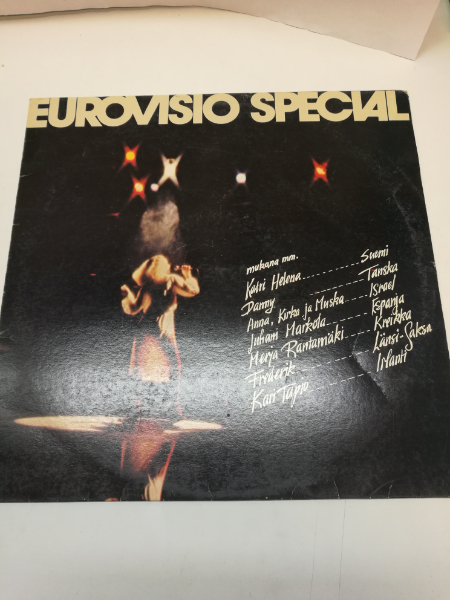 EUROVISIO SPECIAL
mukana mm.
Katri Helena Suomi
Danny Tanska
Anna, Kirka ja Muska Israel
Juhani Markola Espanja
Merja Rantamäki Kreikka
Frederik Länsi-Saksa
Kari Tapio Irlanti